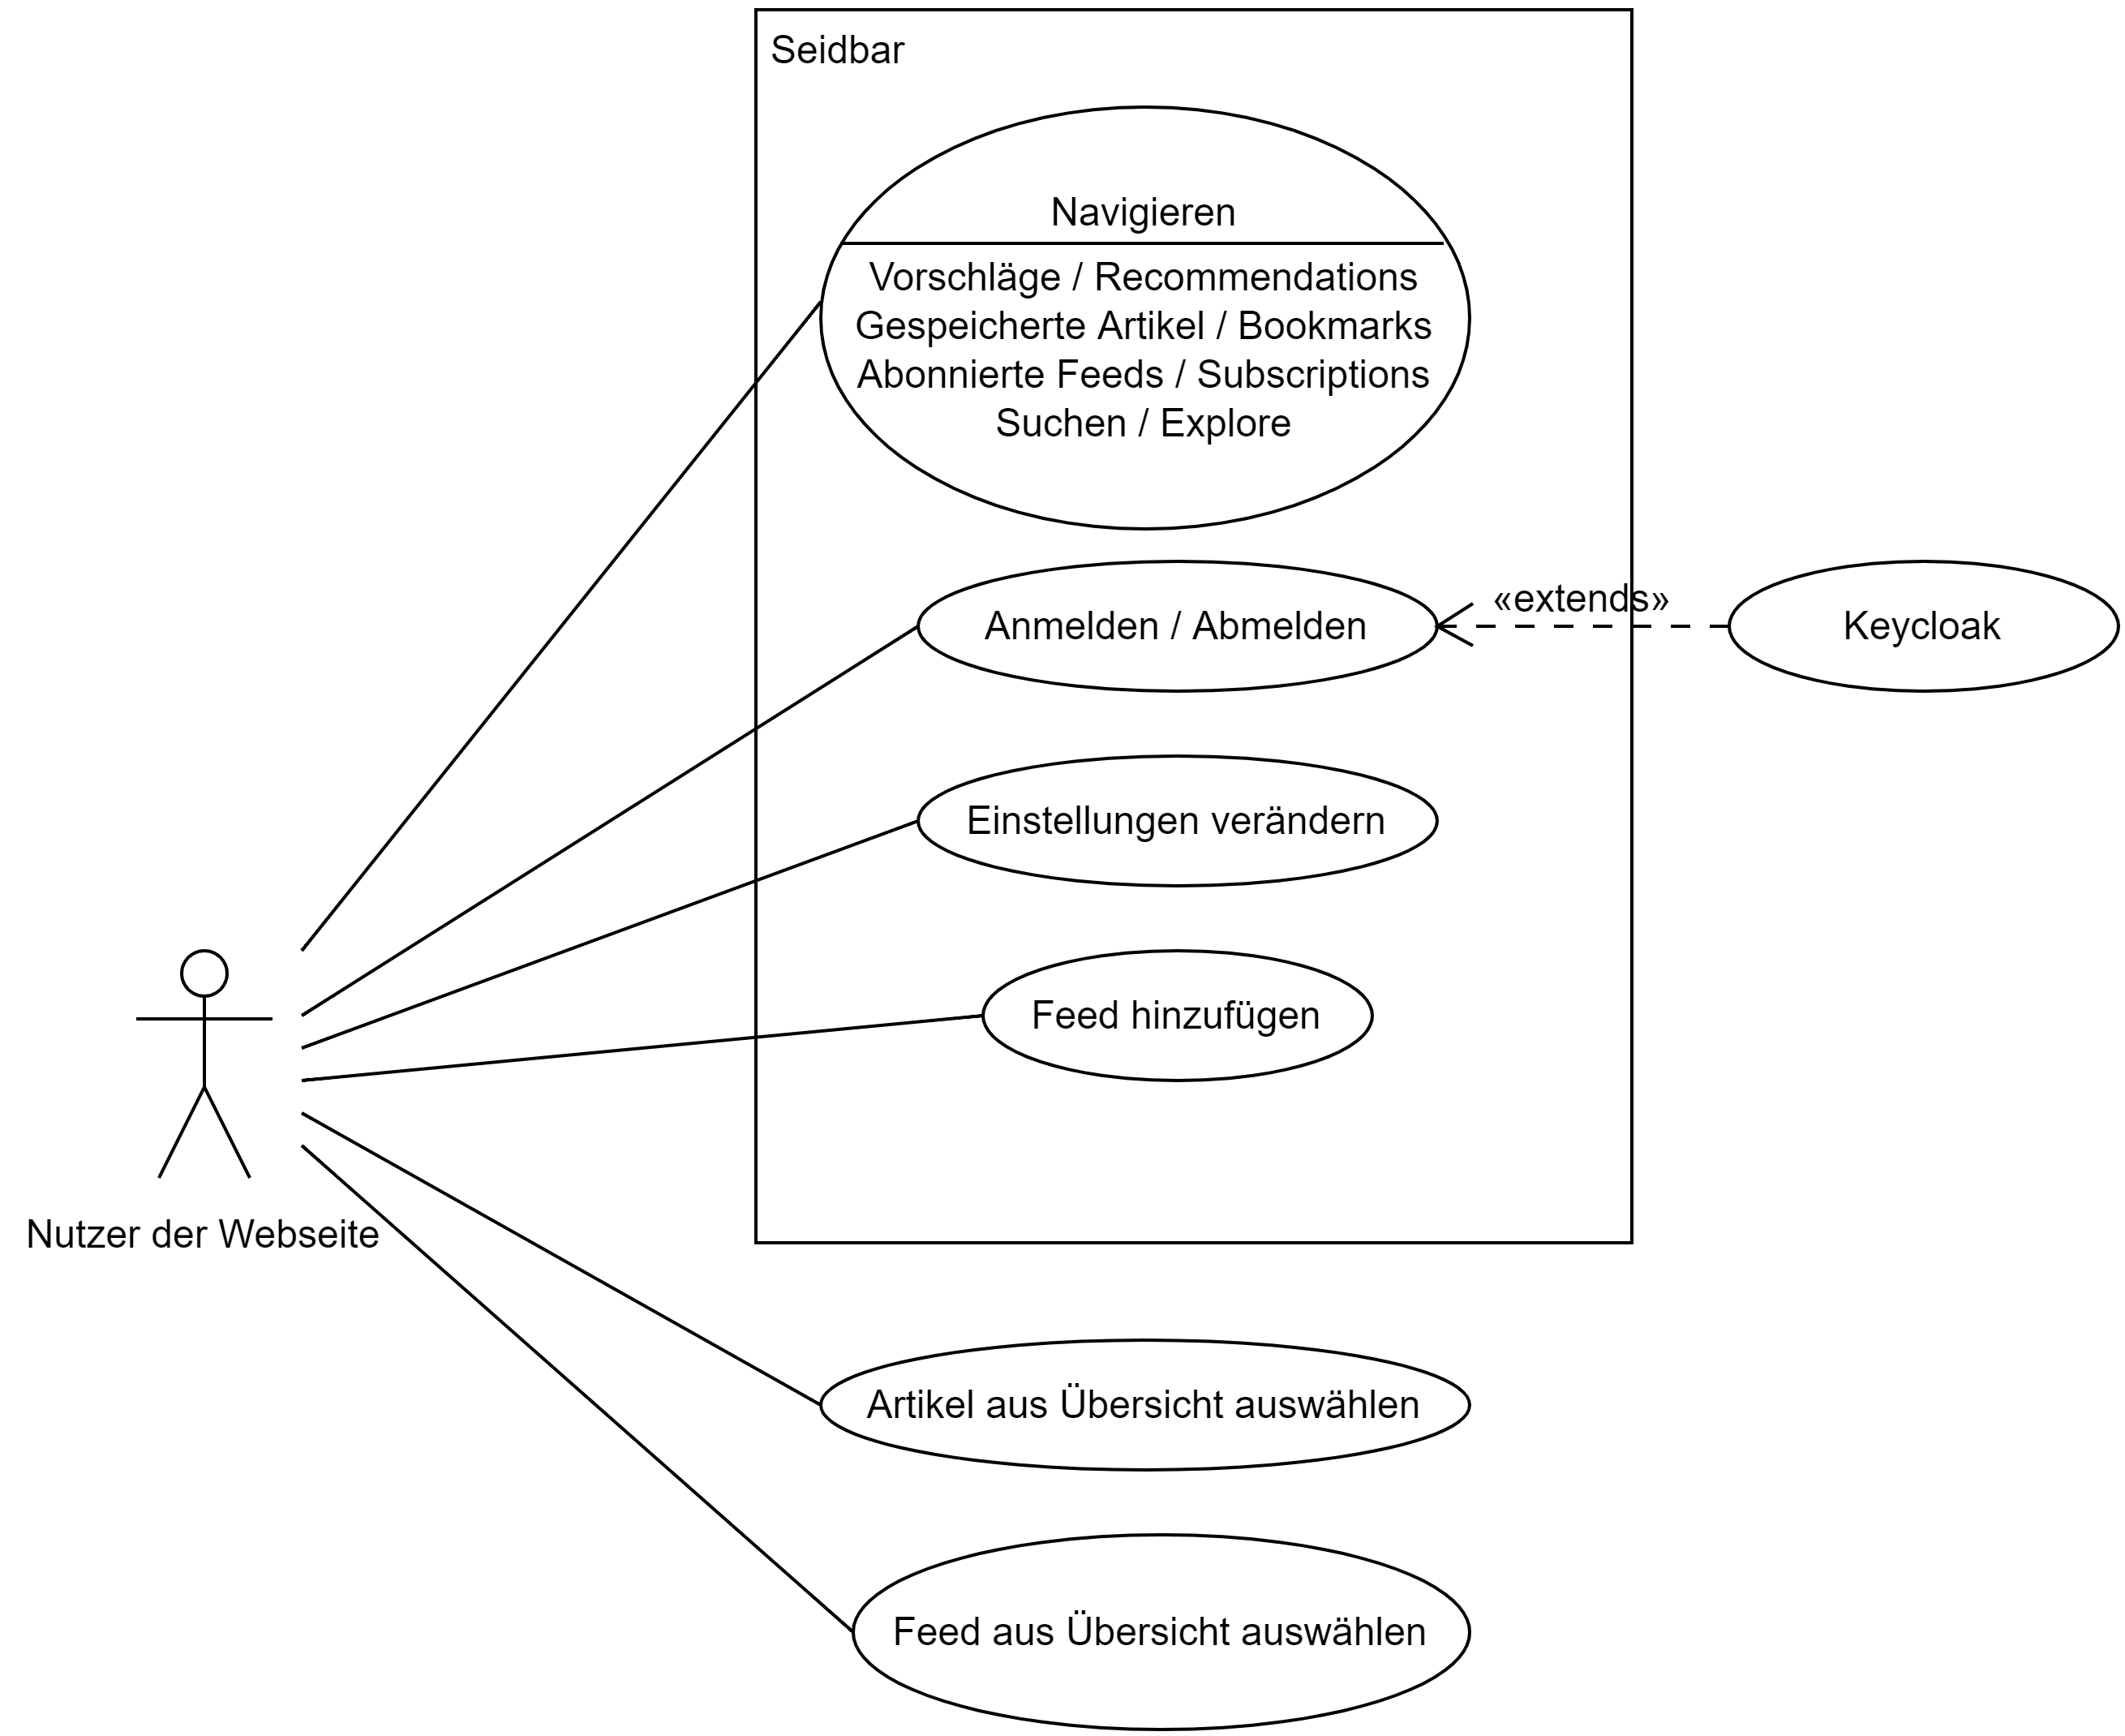 Seidbar
Navigieren
Vorschläge / Recommendations
Gespeicherte Artikel / Bookmarks
Abonnierte Feeds / Subscriptions
Suchen / Explore
Anmelden / Abmelden
«extends»
Keycloak
Einstellungen verändern
Feed hinzufügen
Nutzer der Webseite
Artikel aus Übersicht auswählen
Feed aus Übersicht auswählen